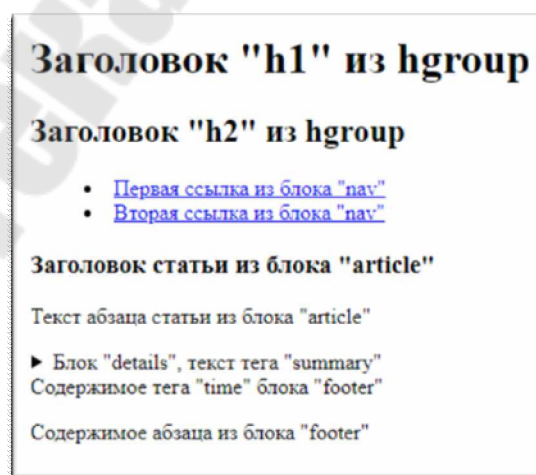 Заголовок "h1" из hgroup
Заголовок "h2" из hgroup
• Первая ссылка из блока "nav"
• Вторая ссылка из блока "nav"
Заголовок статьи из блока "article"
Текст абзаца статьи из блока "article"
▶ Блок "details", текст тега "summary"
Содержимое тега "time" блока "footer"
Содержимое абзаца из блока "footer"